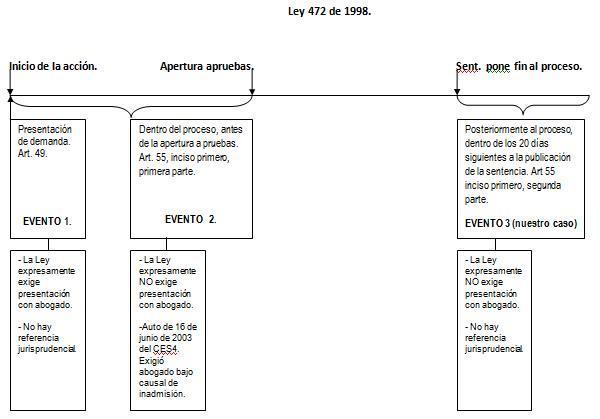 Ley 472 de 1998.
Inicio de la acción.
Apertura apruebas.
Sent. pone fin al proceso.
Presentación
de demanda.
Art. 49.
EVENTO 1.
Dentro del proceso, antes
de la apertura a pruebas.
Art. 55, inciso primero,
primera parte.
EVENTO 2.
Posteriormente al proceso,
dentro de los 20 días
siguientes a la publicación
de la sentencia. Art 55
inciso primero, segunda
parte.
EVENTO 3 (nuestro caso)
- La Ley
expresamente
exige
presentación
con abogado.
- No hay
referencia
jurisprudencial
- La Ley
expresamente
NO exige
presentación
con abogado.
-Auto de 16 de
junio de 2003
del CES4.
Exigió
abogado bajo
causal de
inadmisión.
- La Ley
expresamente
NO exige
presentación
con abogado.
- No hay
referencia
jurisprudencial